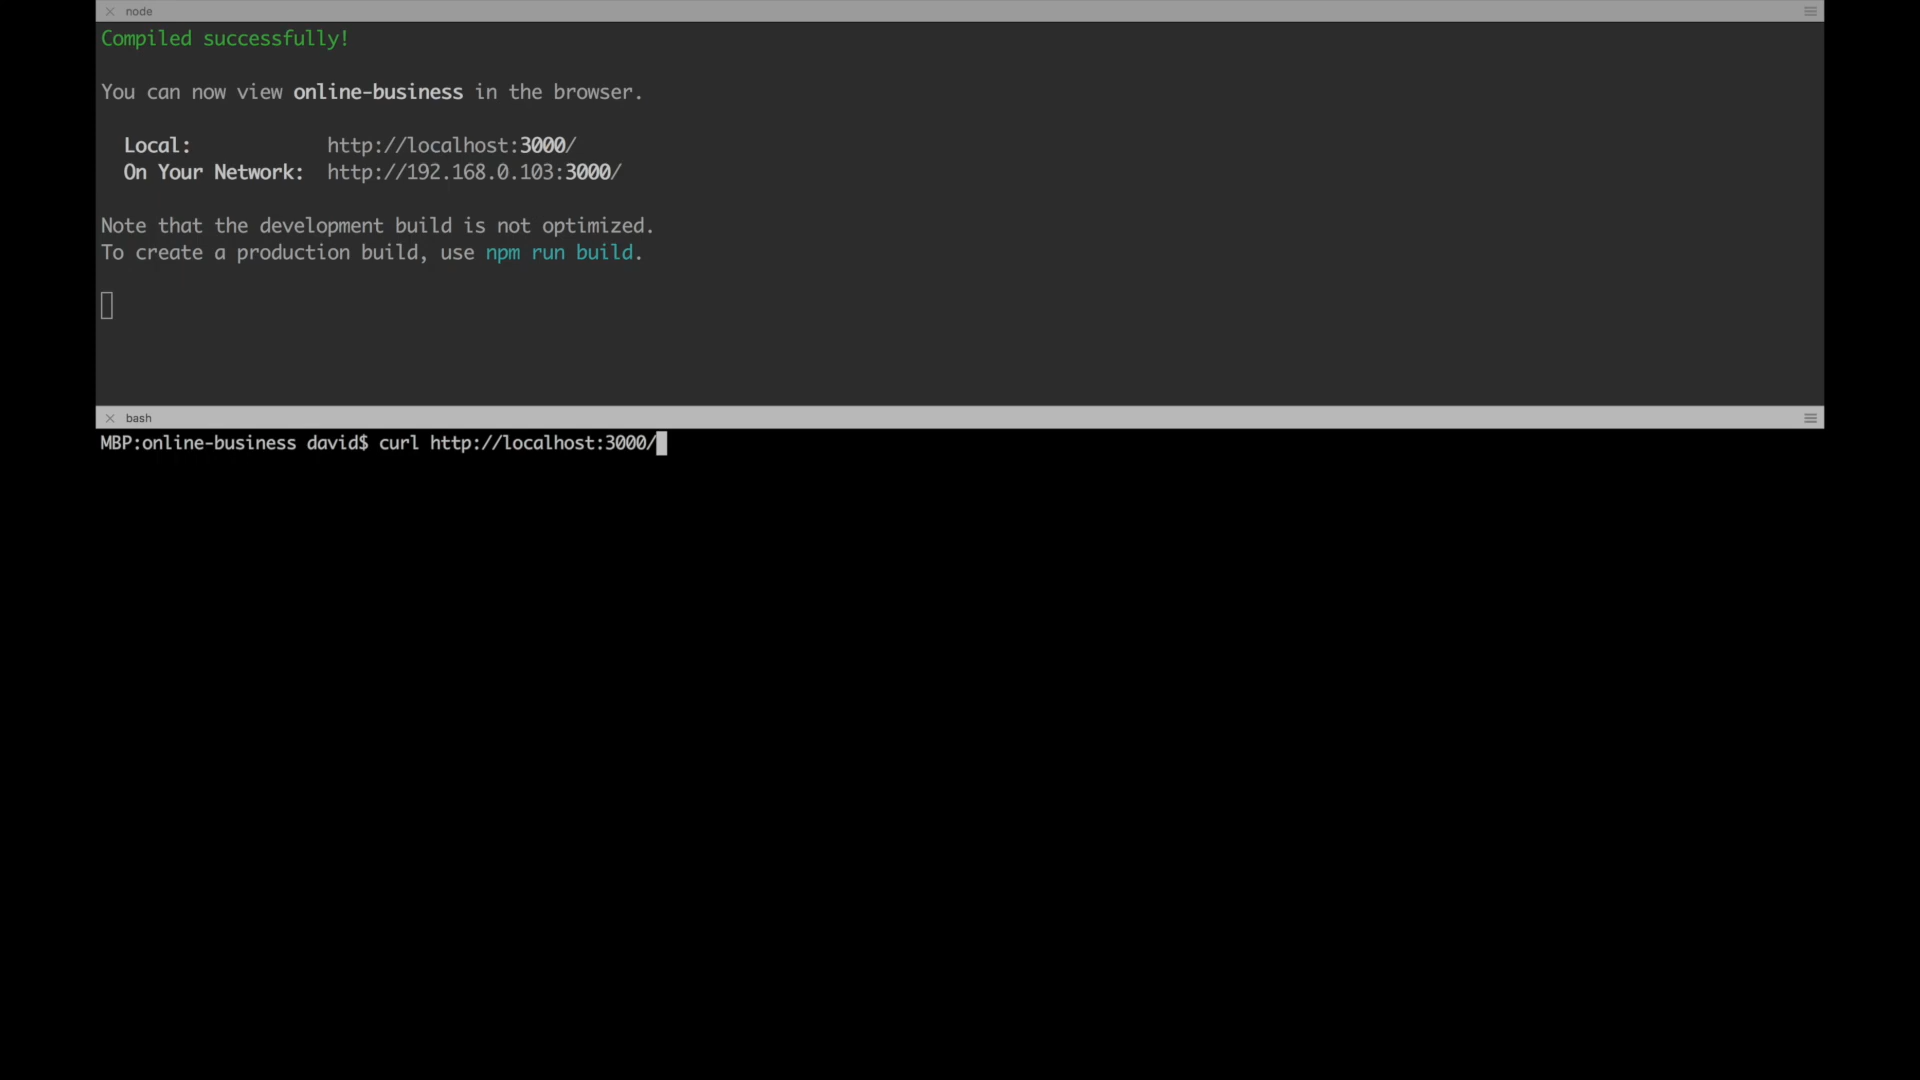 node
Compiled successfully!
You can now view online-business in the browser.
Local: http://localhost:3000/
On Your Network: http://192.168.0.103:3000/
Note that the development build is not optimized.
To create a production build, use npm run build.
bash
MBP:online-business david$ curl http://localhost:3000/